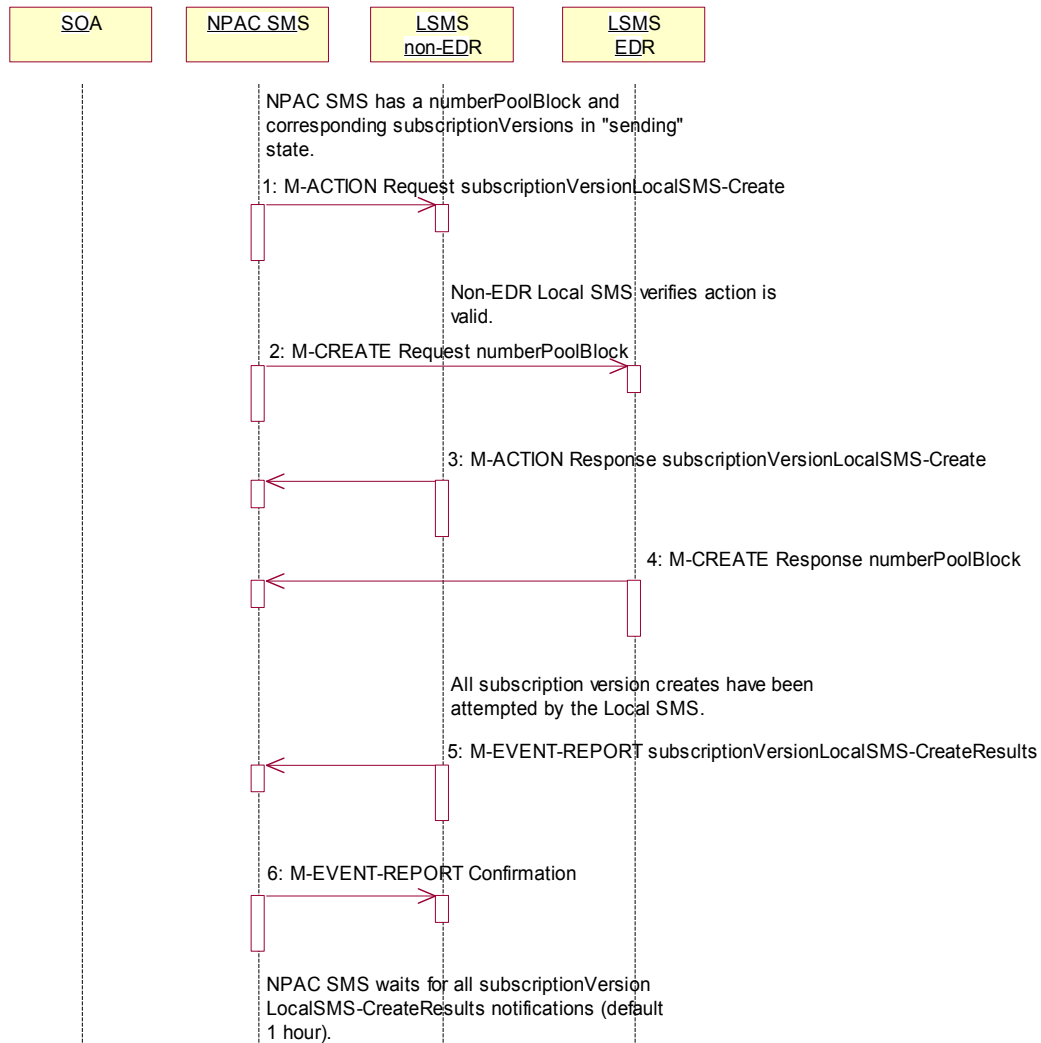 SOA
NPAC SMS
LSMS
non-EDR
LSMS
EDR
NPAC SMS has a numberPoolBlock and
corresponding subscriptionVersions in "sending"
state.
1: M-ACTION Request subscriptionVersionLocalSMS-Create
Non-EDR Local SMS verifies action is
valid.
2: M-CREATE Request numberPoolBlock
3: M-ACTION Response subscriptionVersionLocalSMS-Create
4: M-CREATE Response numberPoolBlock
All subscription version creates have been
attempted by the Local SMS.
5: M-EVENT-REPORT subscriptionVersionLocalSMS-CreateResults
6: M-EVENT-REPORT Confirmation
NPAC SMS waits for all subscriptionVersion
LocalSMS-CreateResults notifications (default
1 hour).